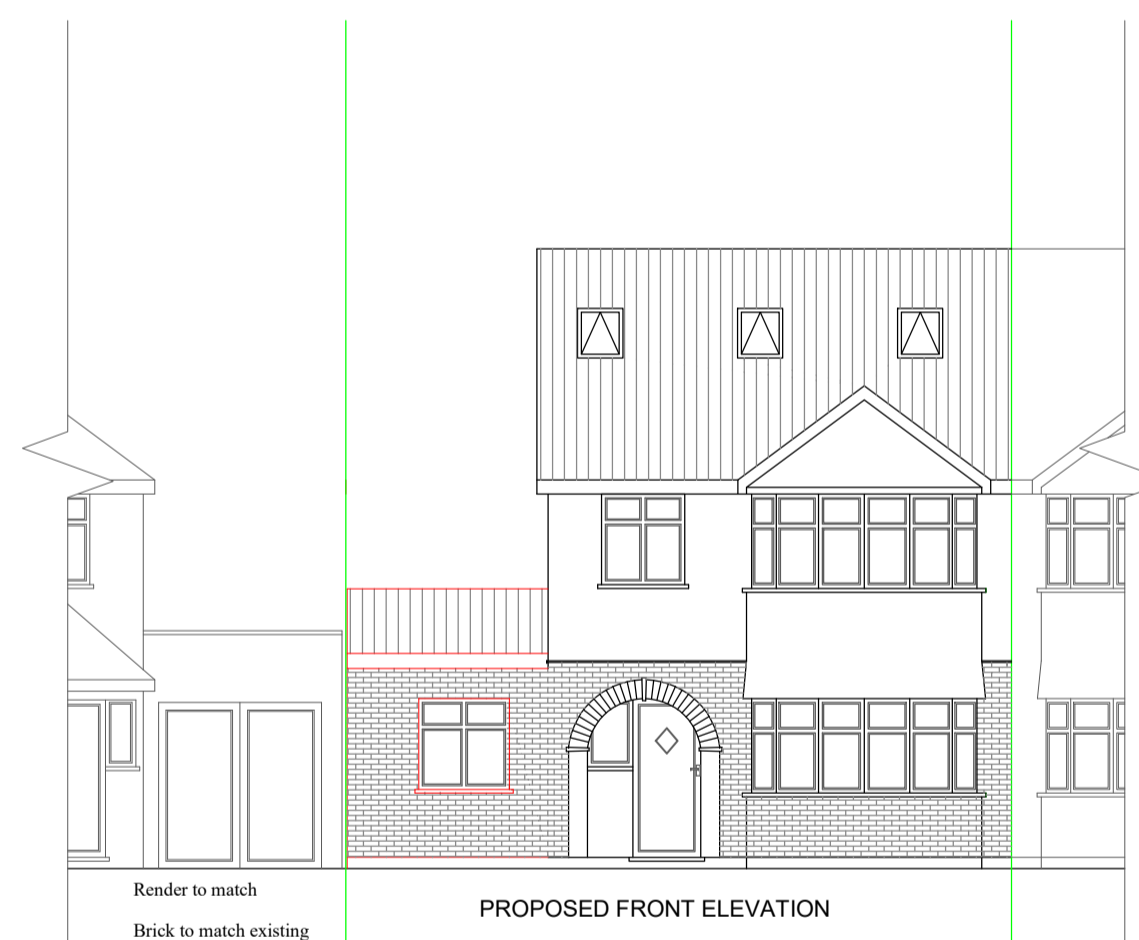 Render to match
PROPOSED FRONT ELEVATION
Brick to match existing